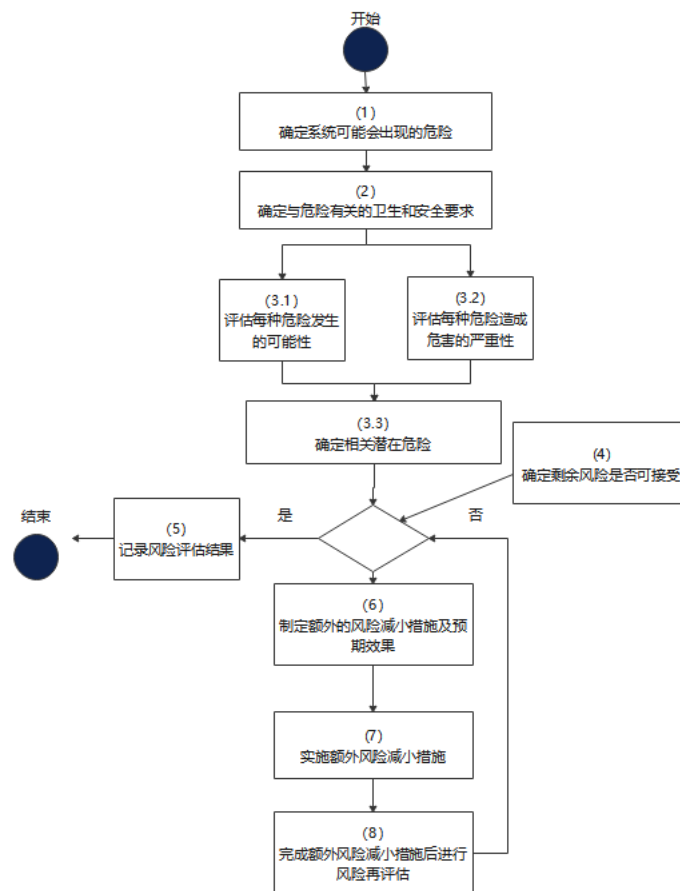 开始
(1)
确定系统可能会出现的危险
(2)
确定与危险有关的卫生和安全要求
(3.1)
评估每种危险发生
的可能性
(3.2)
评估每种危险造成
危害的严重性
(3.3)
确定相关潜在危险
(4)
确定剩余风险是否可接受
结束
(5)
记录风险评估结果
是
否
(6)
制定额外的风险减小措施及预
期效果
(7)
实施额外风险减小措施
(8)
完成额外风险减小措施后进行
风险再评估